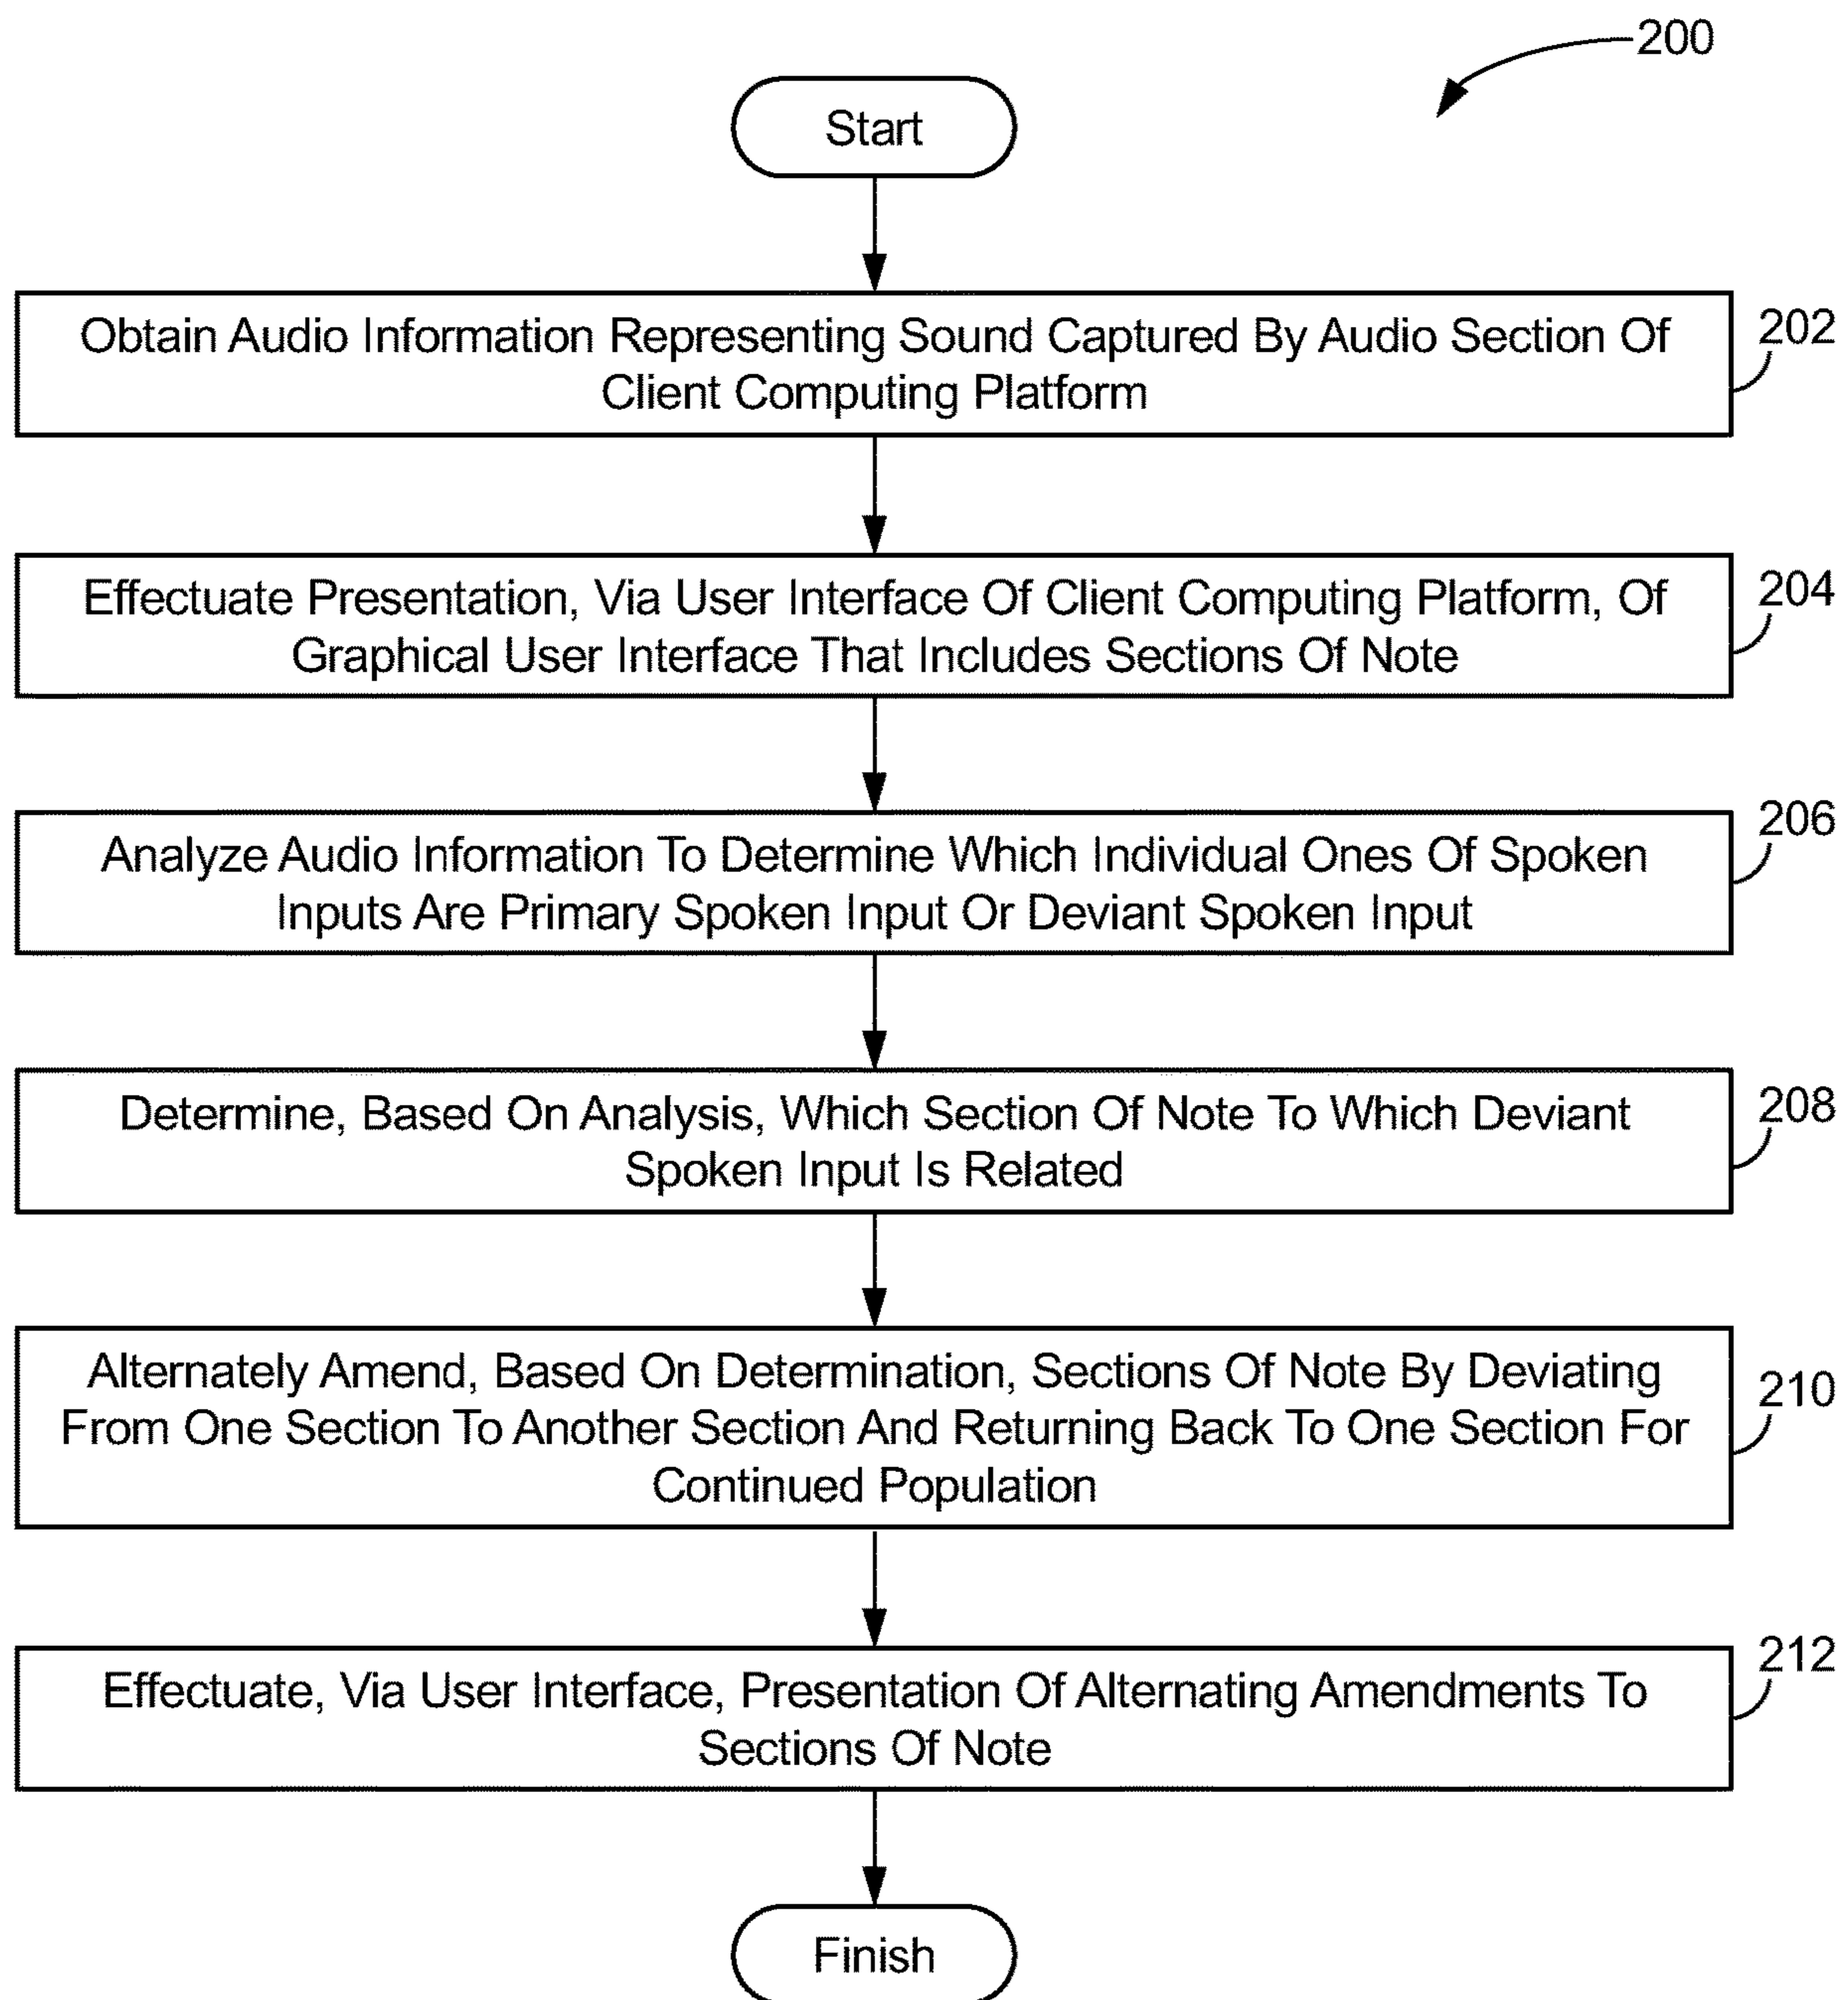 200
Start
Obtain Audio Information Representing Sound Captured By Audio Section Of
Client Computing Platform
202
Effectuate Presentation, Via User Interface Of Client Computing Platform, Of
Graphical User Interface That Includes Sections Of Note
204
Analyze Audio Information To Determine Which Individual Ones Of Spoken
Inputs Are Primary Spoken Input Or Deviant Spoken Input
206
Determine, Based On Analysis, Which Section Of Note To Which Deviant
Spoken Input Is Related
208
Alternately Amend, Based On Determination, Sections Of Note By Deviating
From One Section To Another Section And Returning Back To One Section For
Continued Population
210
Effectuate, Via User Interface, Presentation Of Alternating Amendments To
Sections Of Note
212
Finish